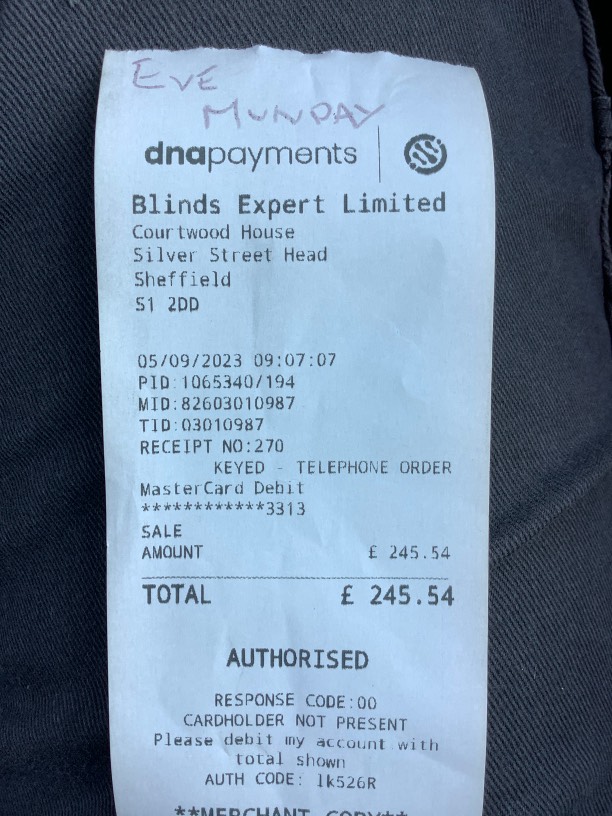 EVE
MUNDAY
dnapayments
Blinds Expert Limited
Courtwood House
Silver Street Head
Sheffield
S1 2DD
05/09/2023 09:07:07
PID:1065340/194
MID:82603010987
TID:03010987
RECEIPT NO:270
KEYED - TELEPHONE ORDER
MasterCard Debit
************3313
SALE
AMOUNT £ 245.54
TOTAL £ 245.54
AUTHORISED
RESPONSE CODE:00
CARDHOLDER NOT PRESENT
Please debit my account with
total shown
AUTH CODE: lk526R
**MERCHANT COPY**